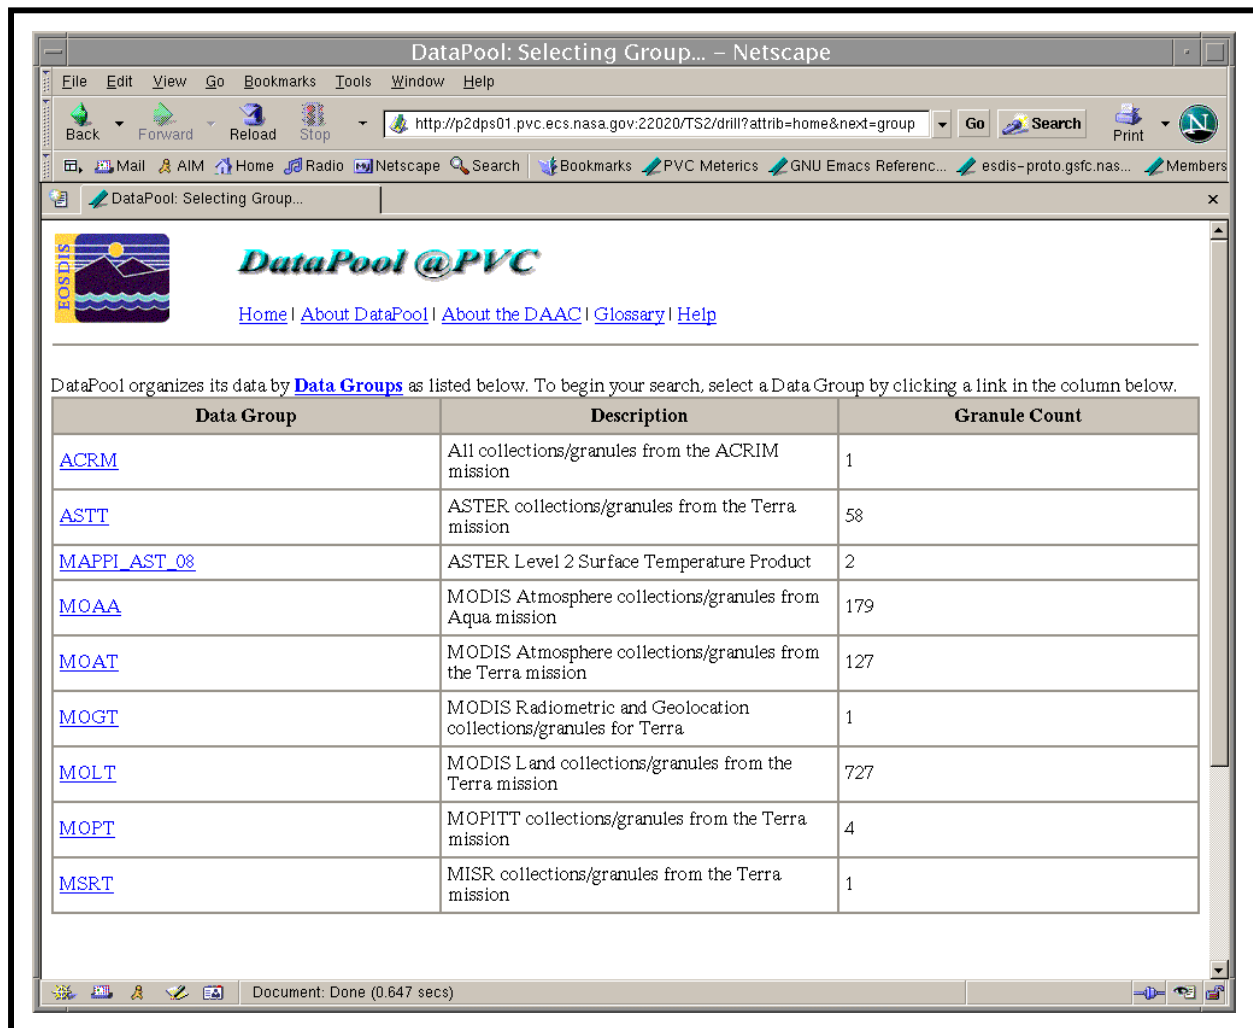 DataPool: Selecting Group... – Netscape
File Edit View Go Bookmarks Tools Window Help
Back Forward Reload Stop http://p2dps01.pvc.ecs.nasa.gov:22020/TS2/drill?attrib=home&next=group Go Search Print N
Mail AIM Home Radio Netscape Search Bookmarks PVC Meterics GNU Emacs Referenc... esdis-proto.gsfc.nas... Members
DataPool: Selecting Group...
EOSDIS
DataPool @PVC
Home | About DataPool | About the DAAC | Glossary | Help
DataPool organizes its data by Data Groups as listed below. To begin your search, select a Data Group by clicking a link in the column below.
Data Group Description Granule Count
ACRM All collections/granules from the ACRIM
mission 1
ASTT ASTER collections/granules from the Terra
mission 58
MAPPI_AST_08 ASTER Level 2 Surface Temperature Product 2
MOAA MODIS Atmosphere collections/granules from
Aqua mission 179
MOAT MODIS Atmosphere collections/granules from
the Terra mission 127
MOGT MODIS Radiometric and Geolocation
collections/granules for Terra 1
MOLT MODIS Land collections/granules from the
Terra mission 727
MOPT MOPITT collections/granules from the Terra
mission 4
MSRT MISR collections/granules from the Terra
mission 1
Document: Done (0.647 secs)